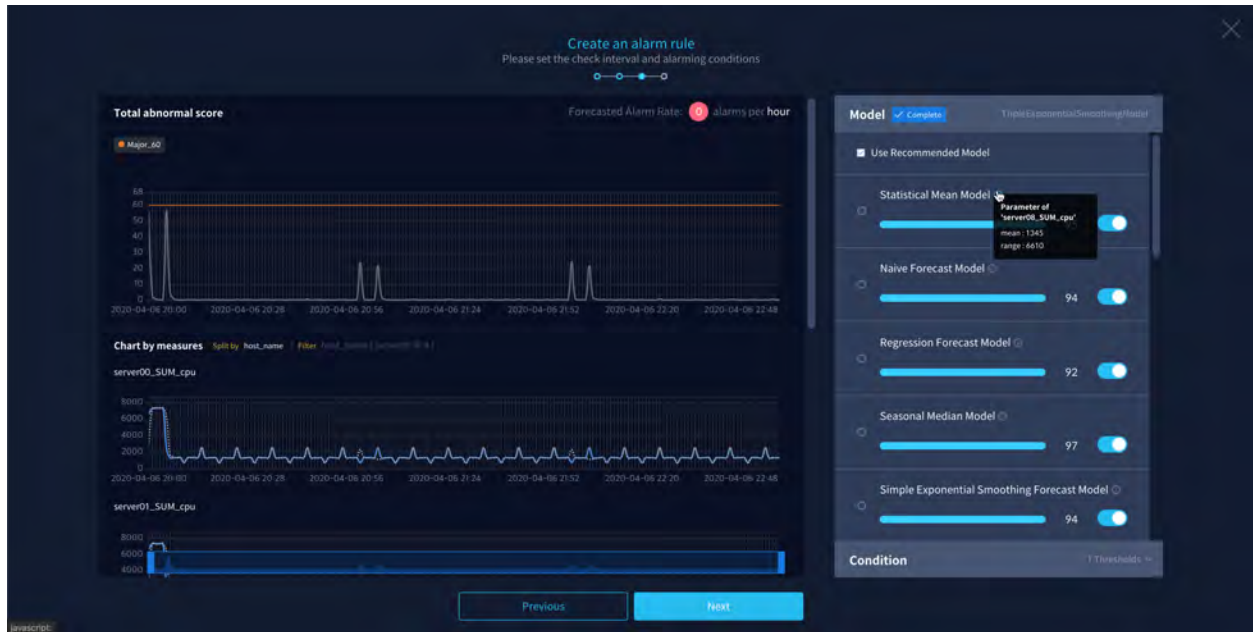 Create an alarm rule
Please set the check interval and alarming conditions
Total abnormal score
Forecasted Alarm Rate: 0 alarms per hour
Major_60
68
60
50
40
30
20
10
0
2020-04-06 20:00 2020-04-06 20:28 2020-04-06 20:56 2020-04-06 21:24 2020-04-06 21:52 2020-04-06 22:20 2020-04-06 22:48
Chart by measures Split by host_name | Filter
server00_SUM_cpu
8000
6000
4000
2000
0
2020-04-06 20:00 2020-04-06 20:28 2020-04-06 20:56 2020-04-06 21:24 2020-04-06 21:52 2020-04-06 22:20 2020-04-06 22:48
server01_SUM_cpu
8000
6000
4000
Model Complete TripleExponentialSmoothingModel
Use Recommended Model
Statistical Mean Model
Parameter of
'server08_SUM_cpu'
mean : 1345
range : 6610
Naive Forecast Model
94
Regression Forecast Model
92
Seasonal Median Model
97
Simple Exponential Smoothing Forecast Model
94
Condition 1 Thresholds
Previous Next
javascript: